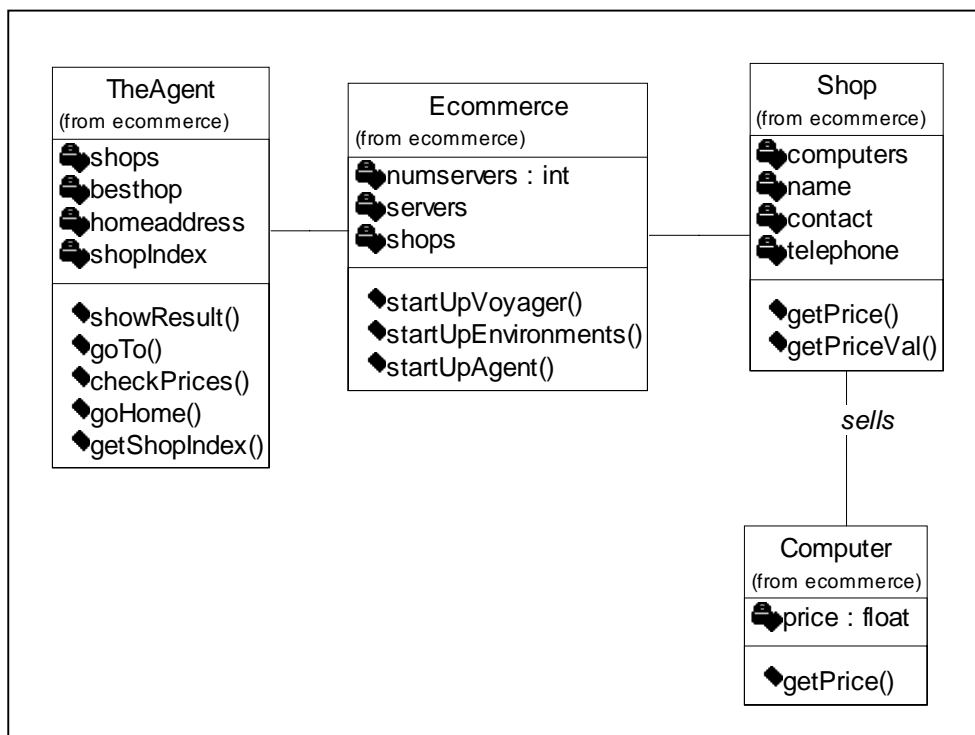 TheAgent
(from ecommerce)
shops
besthop
homeaddress
shopIndex
showResult()
goTo()
checkPrices()
goHome()
getShopIndex()
Ecommerce
(from ecommerce)
numservers : int
servers
shops
startUpVoyager()
startUpEnvironments()
startUpAgent()
Shop
(from ecommerce)
computers
name
contact
telephone
getPrice()
getPriceVal()
sells
Computer
(from ecommerce)
price : float
getPrice()